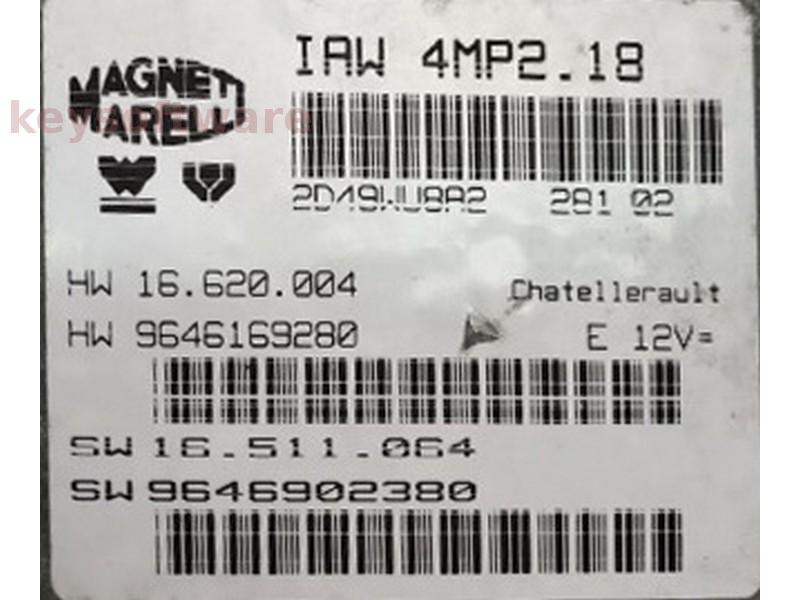 IAW 4MP2.18
MAGNETI
MARELLI
keysoftware
281 02
HW 16.620.004
Chatellerault
HW 9646169280
E 12V=
SW 16.511.064
SW 9646902380